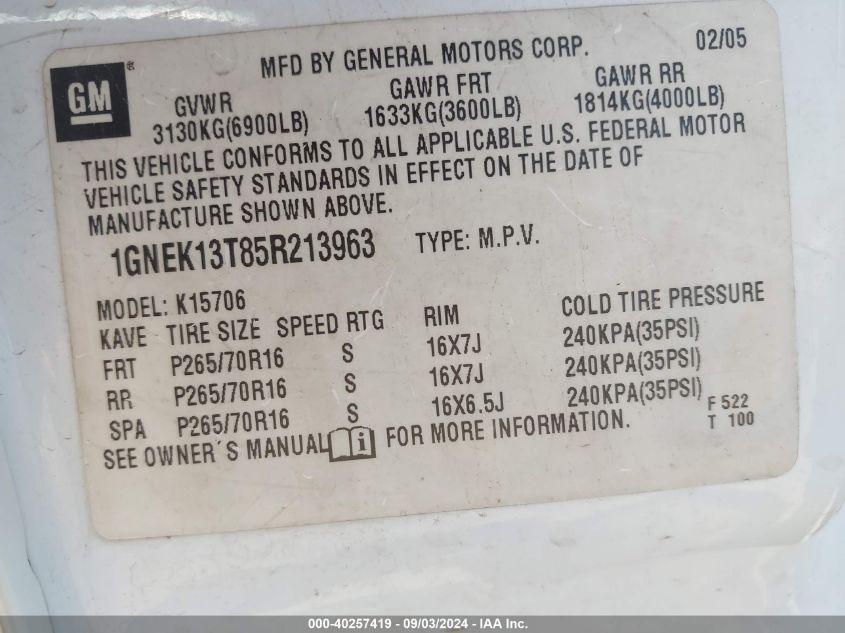 GM®
MFD BY GENERAL MOTORS CORP. 02/05
GVWR GAWR FRT GAWR RR
3130KG(6900LB) 1633KG(3600LB) 1814KG(4000LB)
THIS VEHICLE CONFORMS TO ALL APPLICABLE U.S. FEDERAL MOTOR
VEHICLE SAFETY STANDARDS IN EFFECT ON THE DATE OF
MANUFACTURE SHOWN ABOVE.
1GNEK13T85R213963 TYPE: M.P.V.
MODEL: K15706
KAVE TIRE SIZE SPEED RTG RIM COLD TIRE PRESSURE
FRT P265/70R16 S 16X7J 240KPA(35PSI)
RR P265/70R16 S 16X7J 240KPA(35PSI)
SPA P265/70R16 S 16X6.5J 240KPA(35PSI)
SEE OWNER'S MANUAL i FOR MORE INFORMATION.
F 522
T 100
000-40257419 - 09/03/2024 - IAA Inc.